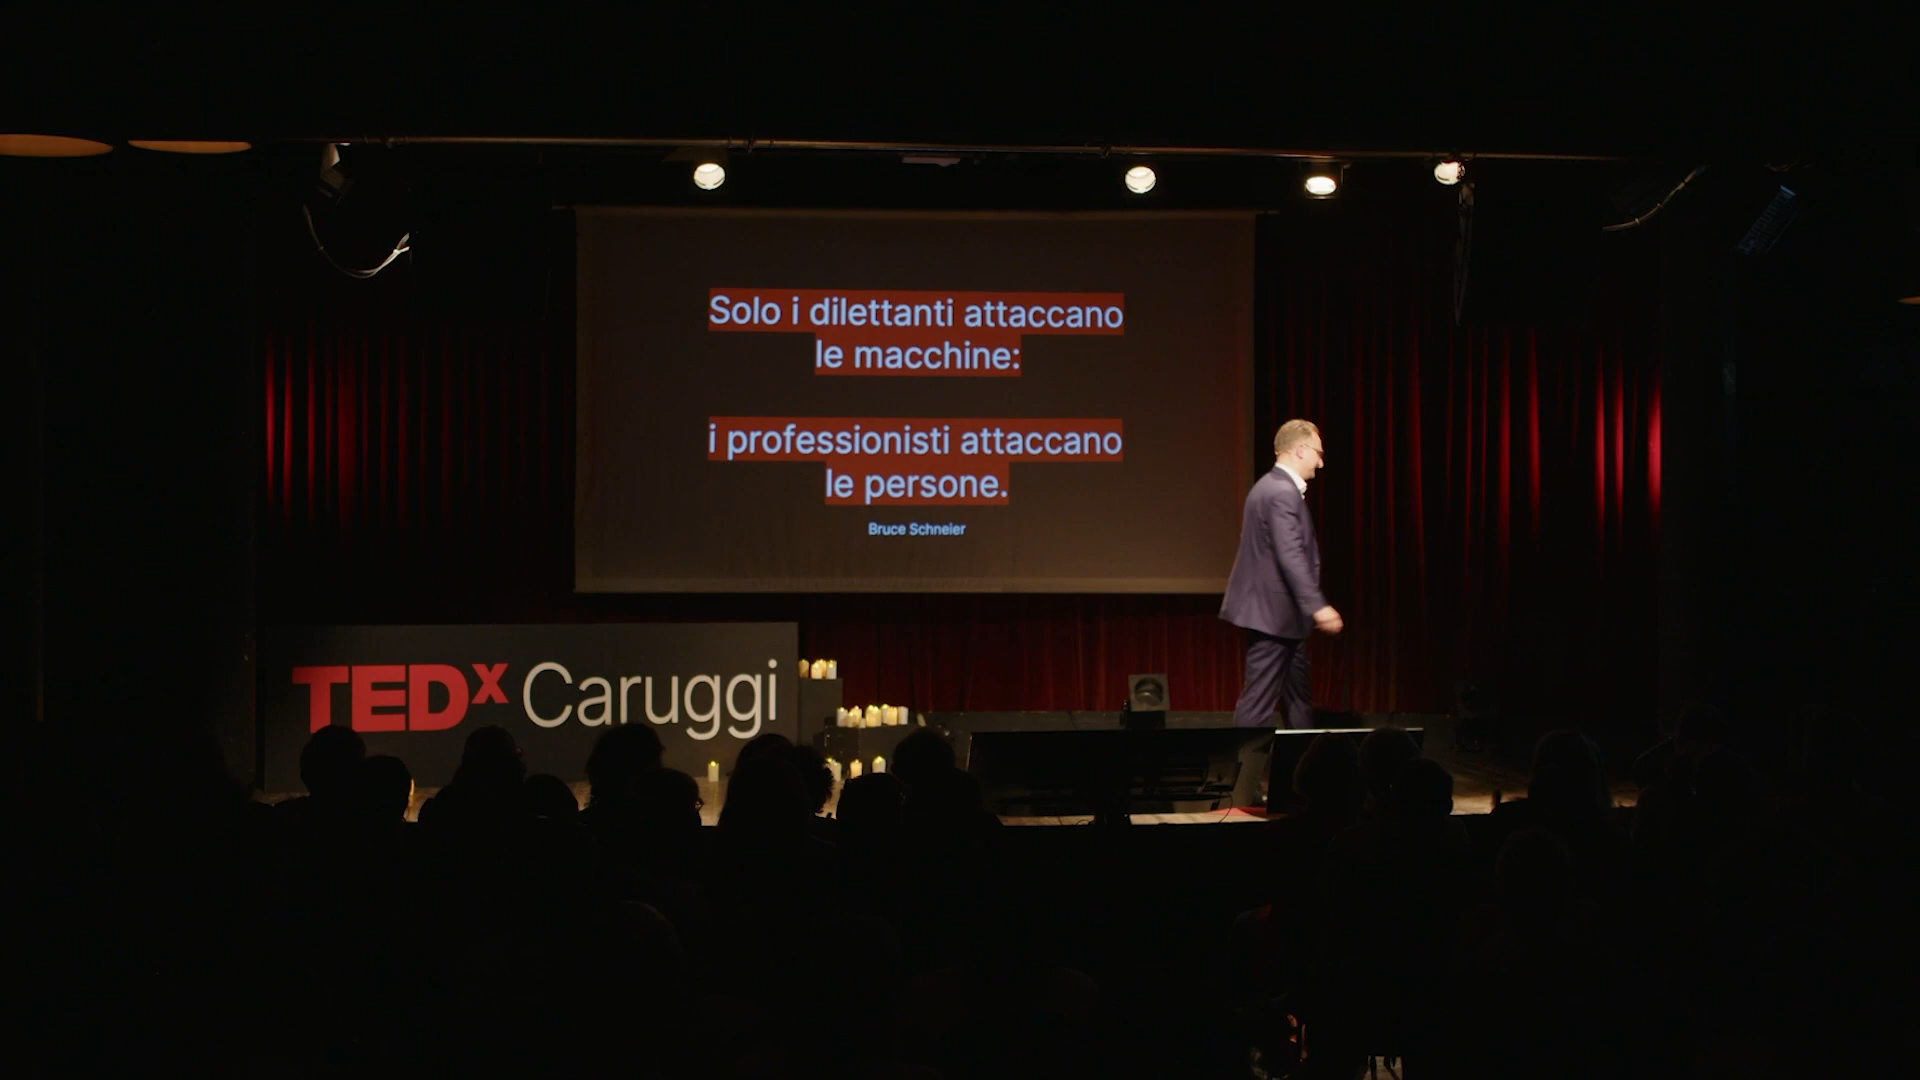 Solo i dilettanti attaccano
le macchine:
i professionisti attaccano
le persone.
Bruce Schneier
TEDx Caruggi